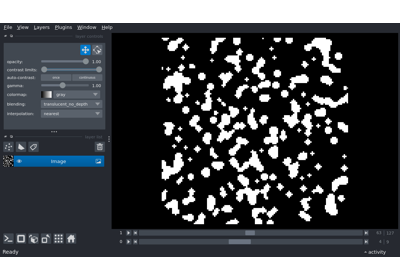 File View Layers Plugins Window Help
opacity: 1.00
contrast limits:
auto-contrast: once continuous
gamma: 1.00
colormap: gray
blending: translucent_no_depth
interpolation: nearest
Image
1
0
Ready
activity